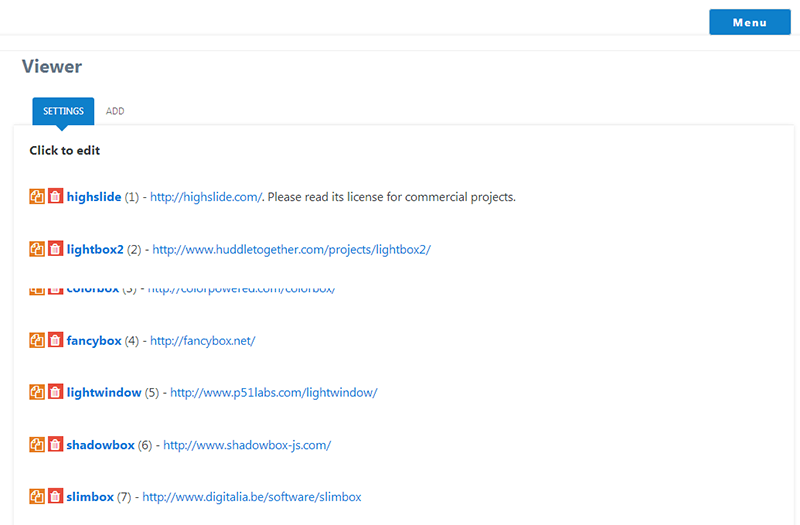 Menu
Viewer
SETTINGS ADD
Click to edit
highslide (1) - http://highslide.com/. Please read its license for commercial projects.
lightbox2 (2) - http://www.huddletogether.com/projects/lightbox2/
colorbox (3) - http://colorpowered.com/colorbox/
fancybox (4) - http://fancybox.net/
lightwindow (5) - http://www.p51labs.com/lightwindow/
shadowbox (6) - http://www.shadowbox-js.com/
slimbox (7) - http://www.digitalia.be/software/slimbox